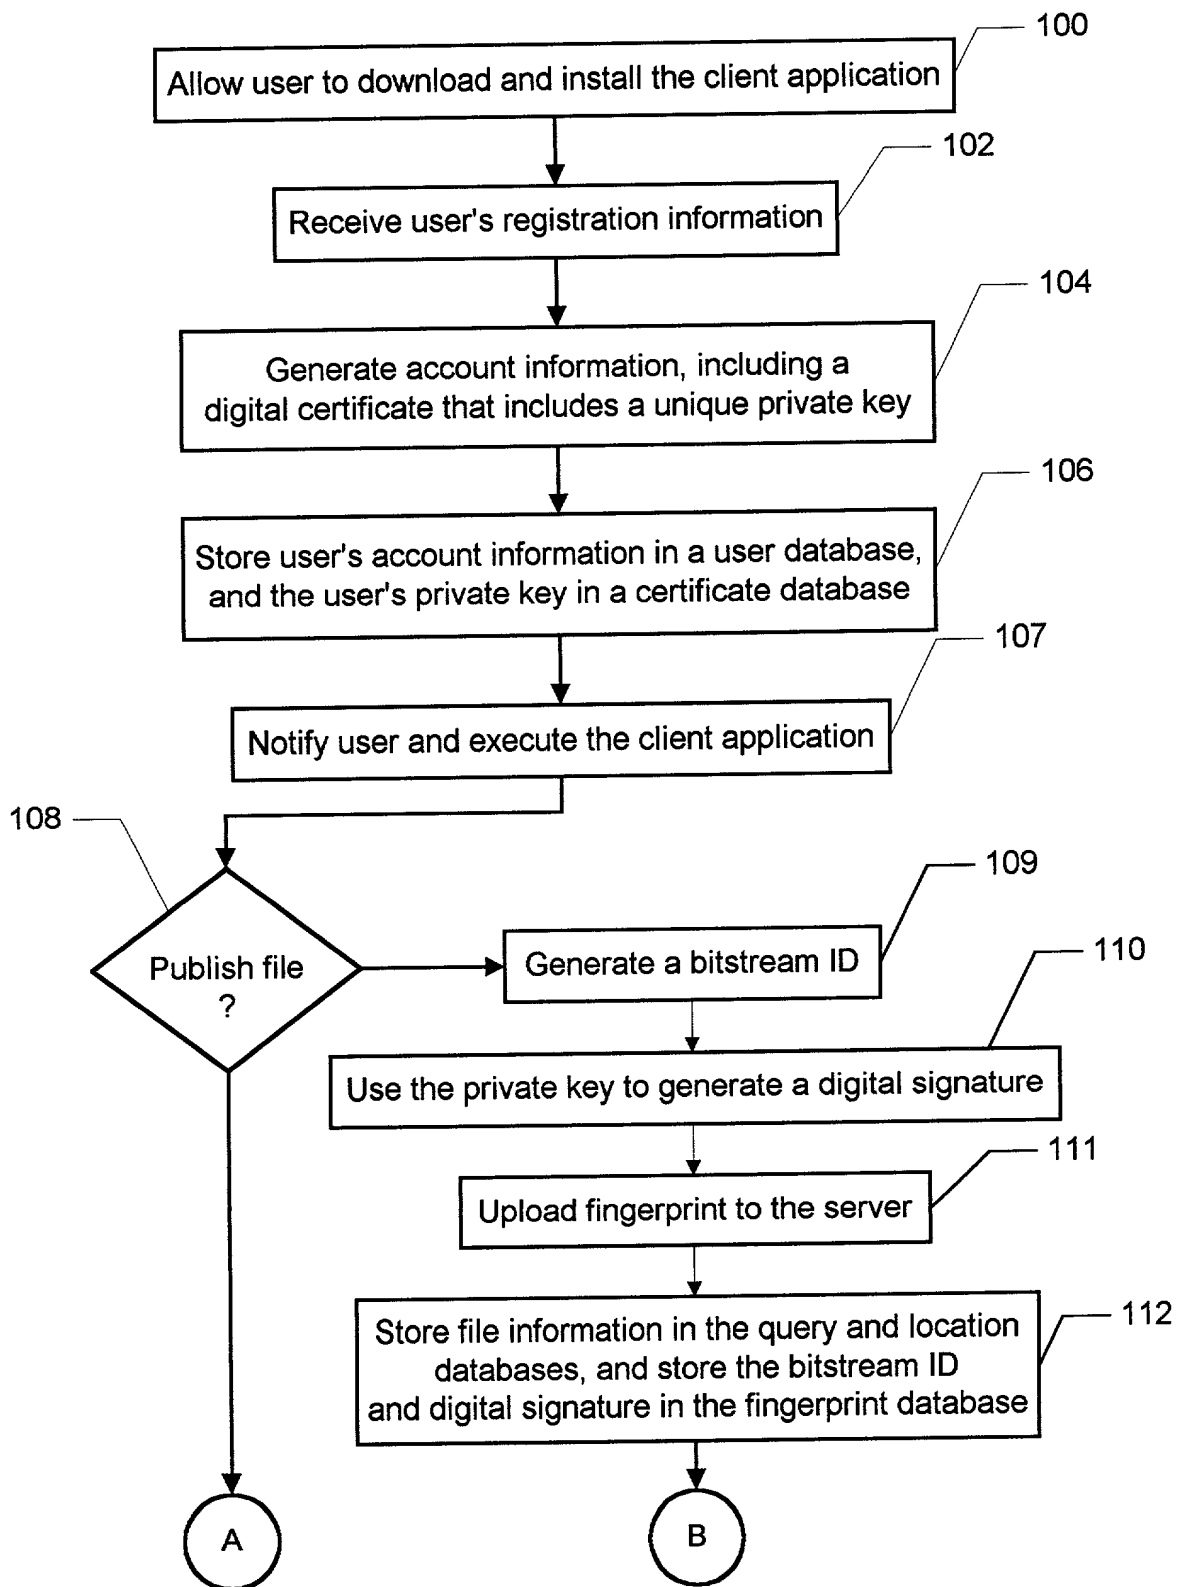 100
Allow user to download and install the client application
102
Receive user's registration information
104
Generate account information, including a
digital certificate that includes a unique private key
106
Store user's account information in a user database,
and the user's private key in a certificate database
107
Notify user and execute the client application
108
109
Publish file
?
Generate a bitstream ID
110
Use the private key to generate a digital signature
111
Upload fingerprint to the server
112
Store file information in the query and location
databases, and store the bitstream ID
and digital signature in the fingerprint database
A
B